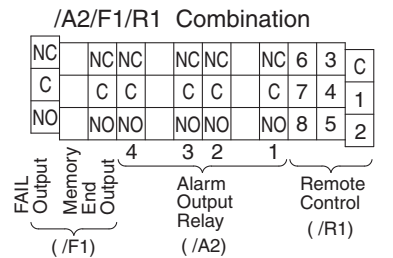 /A2/F1/R1 Combination
NC NC NC NC NC NC 6 3 C
C C C C C C 7 4 1
NO NO NO NO NO NO 8 5 2
4 3 2 1
FAIL Output
Memory End Output
Alarm Output Relay
Remote Control
( /F1)
( /A2)
( /R1)